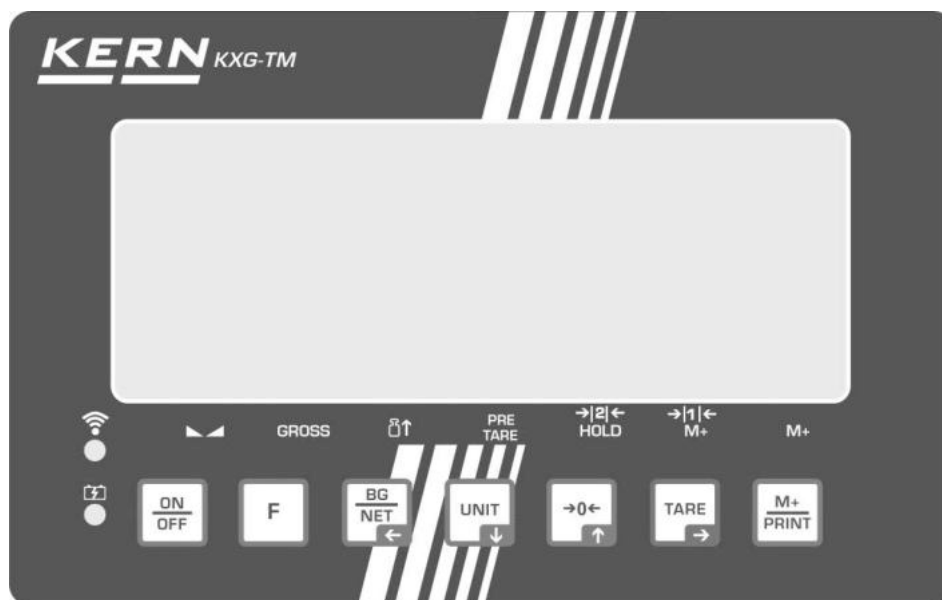 KERN KXG-TM
→|2|← →|1|←
GROSS PRE TARE HOLD M+ M+
ON OFF
F
BG NET
←
UNIT
↓
→0←
↑
TARE
→
M+ PRINT